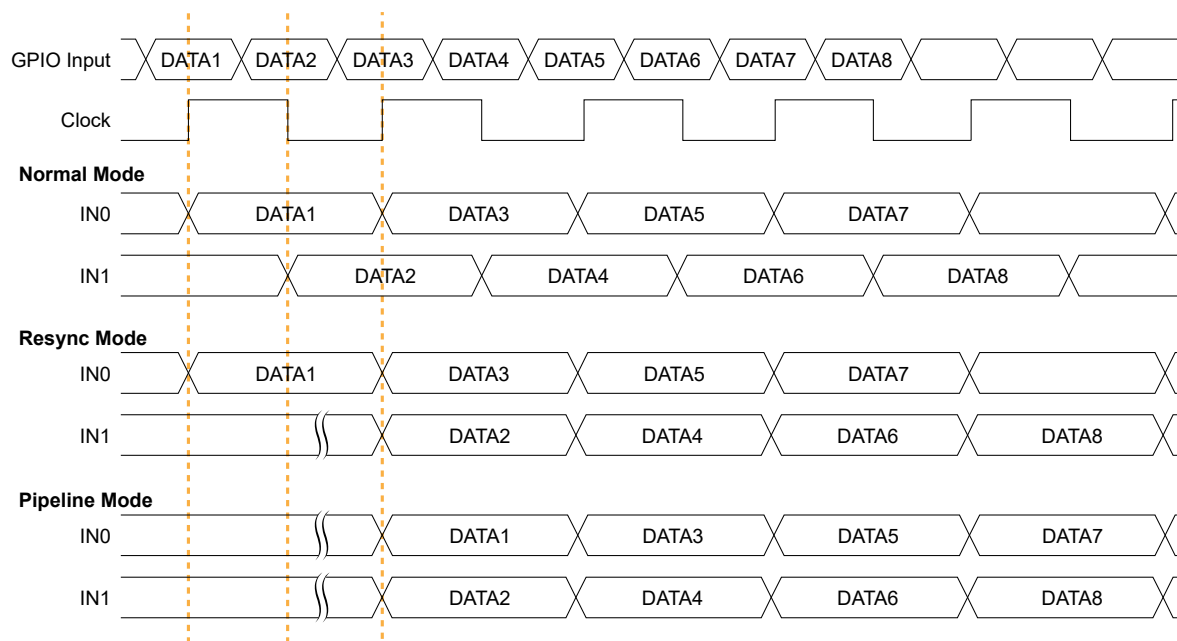 GPIO Input DATA1 DATA2 DATA3 DATA4 DATA5 DATA6 DATA7 DATA8
Clock
Normal Mode
IN0 DATA1 DATA3 DATA5 DATA7
IN1 DATA2 DATA4 DATA6 DATA8
Resync Mode
IN0 DATA1 DATA3 DATA5 DATA7
IN1 DATA2 DATA4 DATA6 DATA8
Pipeline Mode
IN0 DATA1 DATA3 DATA5 DATA7
IN1 DATA2 DATA4 DATA6 DATA8